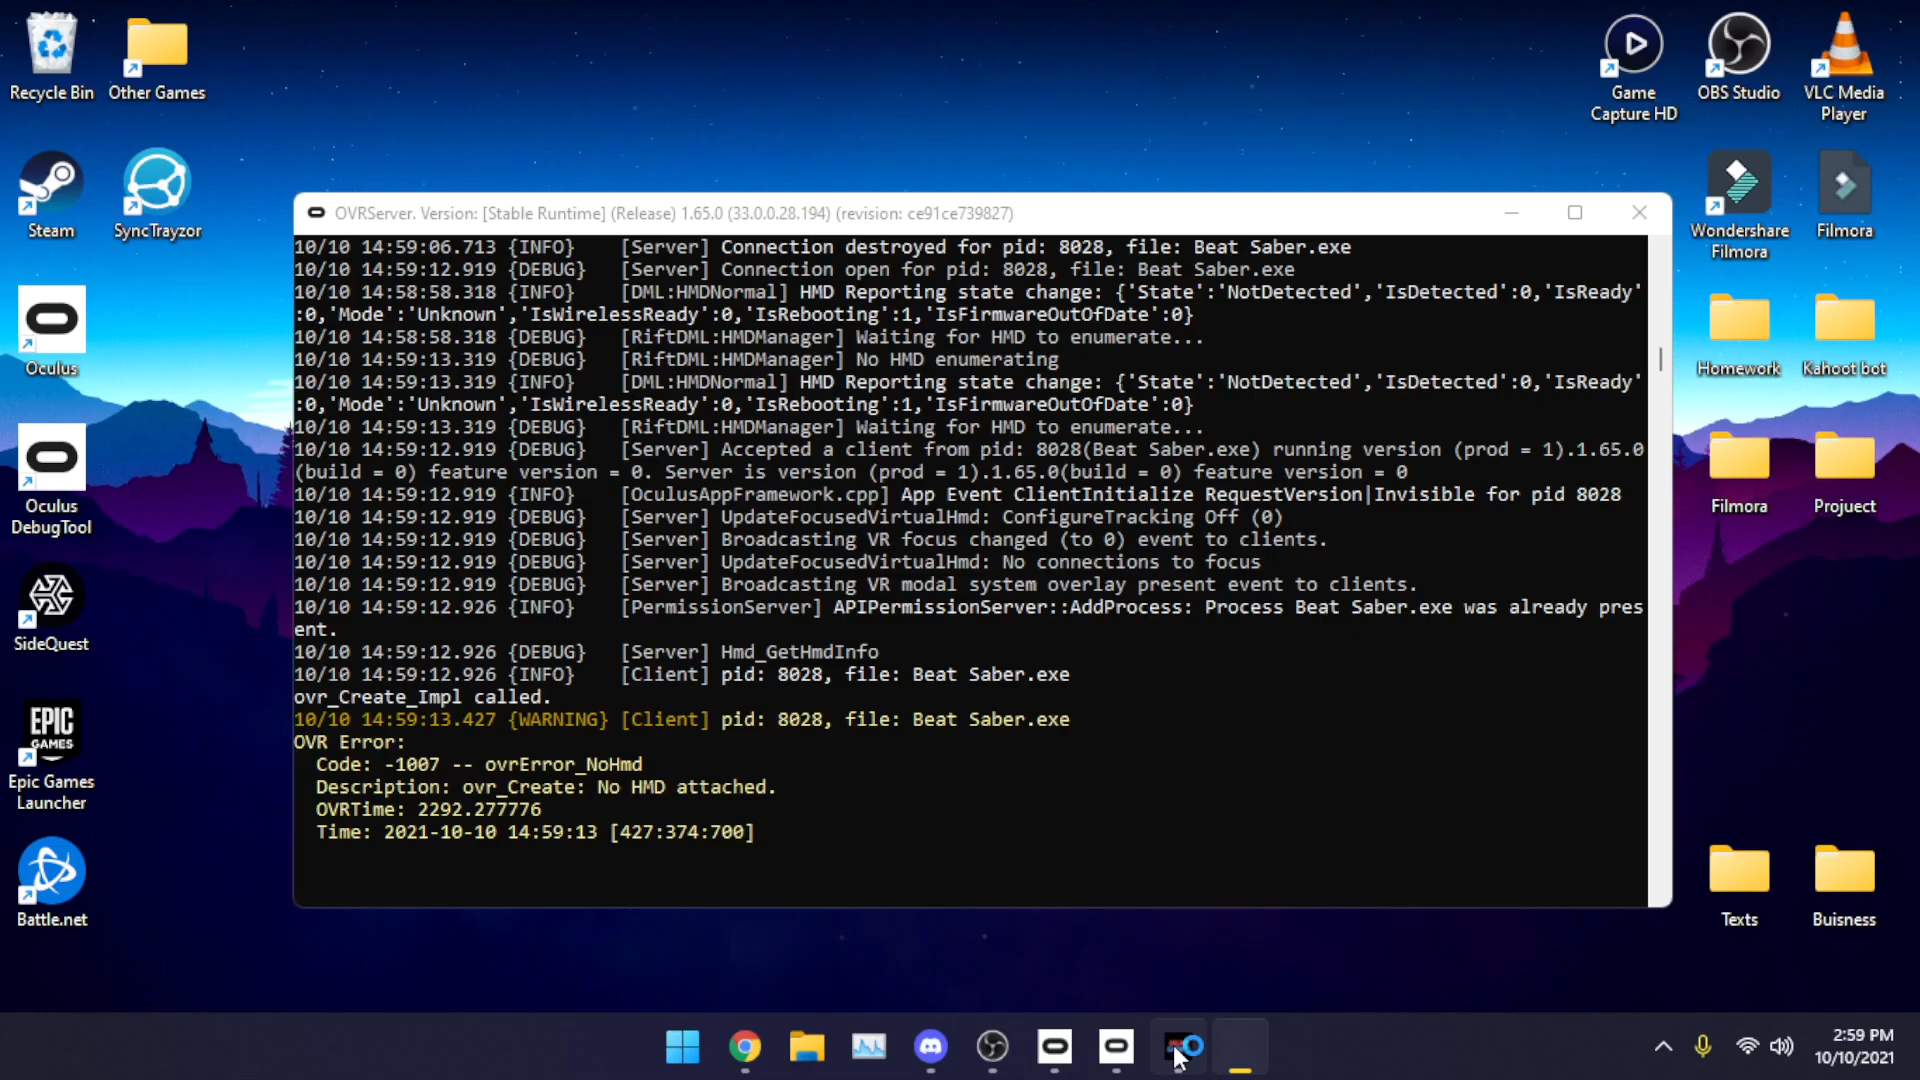 Recycle Bin
Other Games
Game
Capture HD
OBS Studio
VLC Media
Player
Steam
SyncTrayzor
Wondershare
Filmora
Filmora
Oculus
Homework
Kahoot bot
Oculus
DebugTool
Filmora
Projuect
SideQuest
EPIC
GAMES
Epic Games
Launcher
Battle.net
Texts
Buisness
OVRServer. Version: [Stable Runtime] (Release) 1.65.0 (33.0.0.28.194) (revision: ce91ce739827)
10/10 14:59:06.713 {INFO} [Server] Connection destroyed for pid: 8028, file: Beat Saber.exe
10/10 14:59:12.919 {DEBUG} [Server] Connection open for pid: 8028, file: Beat Saber.exe
10/10 14:58:58.318 {INFO} [DML:HMDNormal] HMD Reporting state change: {'State':'NotDetected','IsDetected':0,'IsReady'
:0,'Mode':'Unknown','IsWirelessReady':0,'IsRebooting':1,'IsFirmwareOutOfDate':0}
10/10 14:58:58.318 {DEBUG} [RiftDML:HMDManager] Waiting for HMD to enumerate...
10/10 14:59:13.319 {DEBUG} [RiftDML:HMDManager] No HMD enumerating
10/10 14:59:13.319 {INFO} [DML:HMDNormal] HMD Reporting state change: {'State':'NotDetected','IsDetected':0,'IsReady'
:0,'Mode':'Unknown','IsWirelessReady':0,'IsRebooting':1,'IsFirmwareOutOfDate':0}
10/10 14:59:13.319 {DEBUG} [RiftDML:HMDManager] Waiting for HMD to enumerate...
10/10 14:59:12.919 {DEBUG} [Server] Accepted a client from pid: 8028(Beat Saber.exe) running version (prod = 1).1.65.0
(build = 0) feature version = 0. Server is version (prod = 1).1.65.0(build = 0) feature version = 0
10/10 14:59:12.919 {INFO} [OculusAppFramework.cpp] App Event ClientInitialize RequestVersion|Invisible for pid 8028
10/10 14:59:12.919 {DEBUG} [Server] UpdateFocusedVirtualHmd: ConfigureTracking Off (0)
10/10 14:59:12.919 {DEBUG} [Server] Broadcasting VR focus changed (to 0) event to clients.
10/10 14:59:12.919 {DEBUG} [Server] UpdateFocusedVirtualHmd: No connections to focus
10/10 14:59:12.919 {DEBUG} [Server] Broadcasting VR modal system overlay present event to clients.
10/10 14:59:12.926 {INFO} [PermissionServer] APIPermissionServer::AddProcess: Process Beat Saber.exe was already pres
ent.
10/10 14:59:12.926 {DEBUG} [Server] Hmd_GetHmdInfo
10/10 14:59:12.926 {INFO} [Client] pid: 8028, file: Beat Saber.exe
ovr_Create_Impl called.
10/10 14:59:13.427 {WARNING} [Client] pid: 8028, file: Beat Saber.exe
OVR Error:
Code: -1007 -- ovrError_NoHmd
Description: ovr_Create: No HMD attached.
OVRTime: 2292.277776
Time: 2021-10-10 14:59:13 [427:374:700]
2:59 PM
10/10/2021